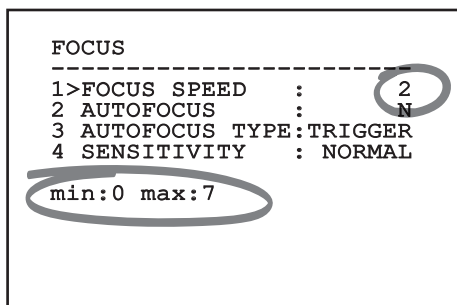 FOCUS
--------------------------
1>FOCUS SPEED   :      2
2 AUTOFOCUS     :      N
3 AUTOFOCUS TYPE:TRIGGER
4 SENSITIVITY   : NORMAL
min:0 max:7